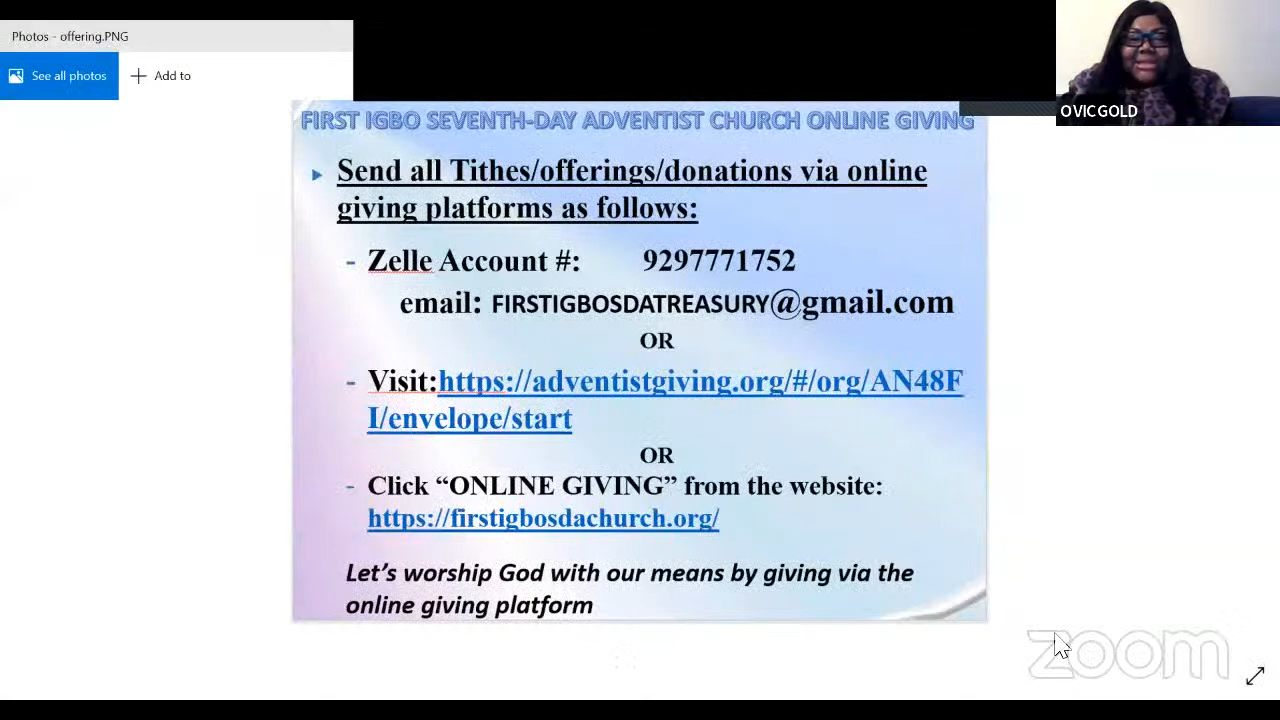 Photos - offering.PNG
See all photos
Add to
OVICGOLD
FIRST IGBO SEVENTH-DAY ADVENTIST CHURCH ONLINE GIVING
Send all Tithes/offerings/donations via online
giving platforms as follows:
- Zelle Account #: 9297771752
email: FIRSTIGBOSDATREASURY@gmail.com
OR
- Visit:https://adventistgiving.org/#/org/AN48F
I/envelope/start
OR
- Click “ONLINE GIVING” from the website:
https://firstigbosdachurch.org/
Let’s worship God with our means by giving via the
online giving platform
zoom